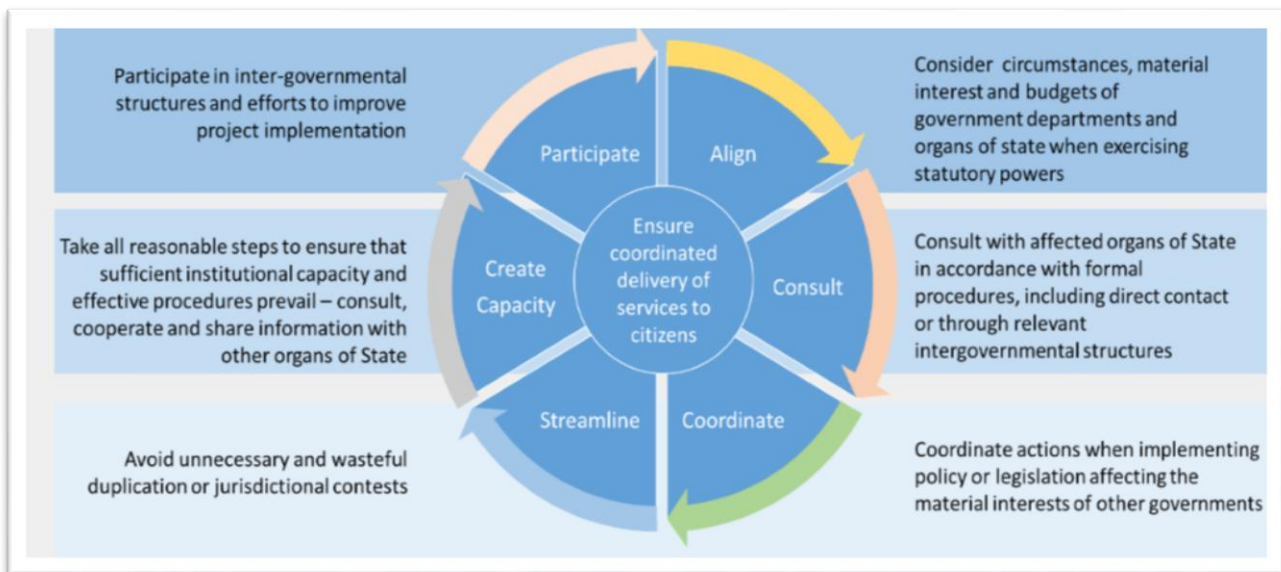 Participate in inter-governmental
structures and efforts to improve
project implementation
Participate
Align
Consider circumstances, material
interest and budgets of
government departments and
organs of state when exercising
statutory powers
Take all reasonable steps to ensure that
sufficient institutional capacity and
effective procedures prevail – consult,
cooperate and share information with
other organs of State
Create
Capacity
Ensure
coordinated
delivery of
services to
citizens
Consult
Consult with affected organs of State
in accordance with formal
procedures, including direct contact
or through relevant
intergovernmental structures
Avoid unnecessary and wasteful
duplication or jurisdictional contests
Streamline
Coordinate
Coordinate actions when implementing
policy or legislation affecting the
material interests of other governments